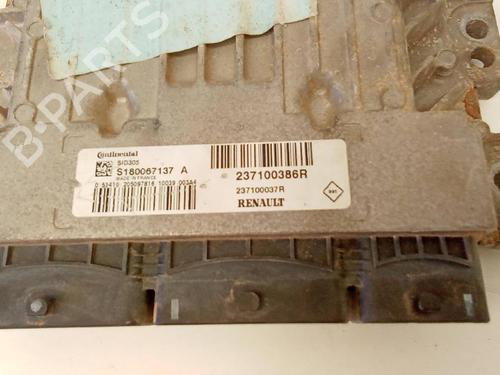 B-PARTS
Continental
SID305
S180067137 A
MADE IN FRANCE
237100386R
237100037R
RENAULT